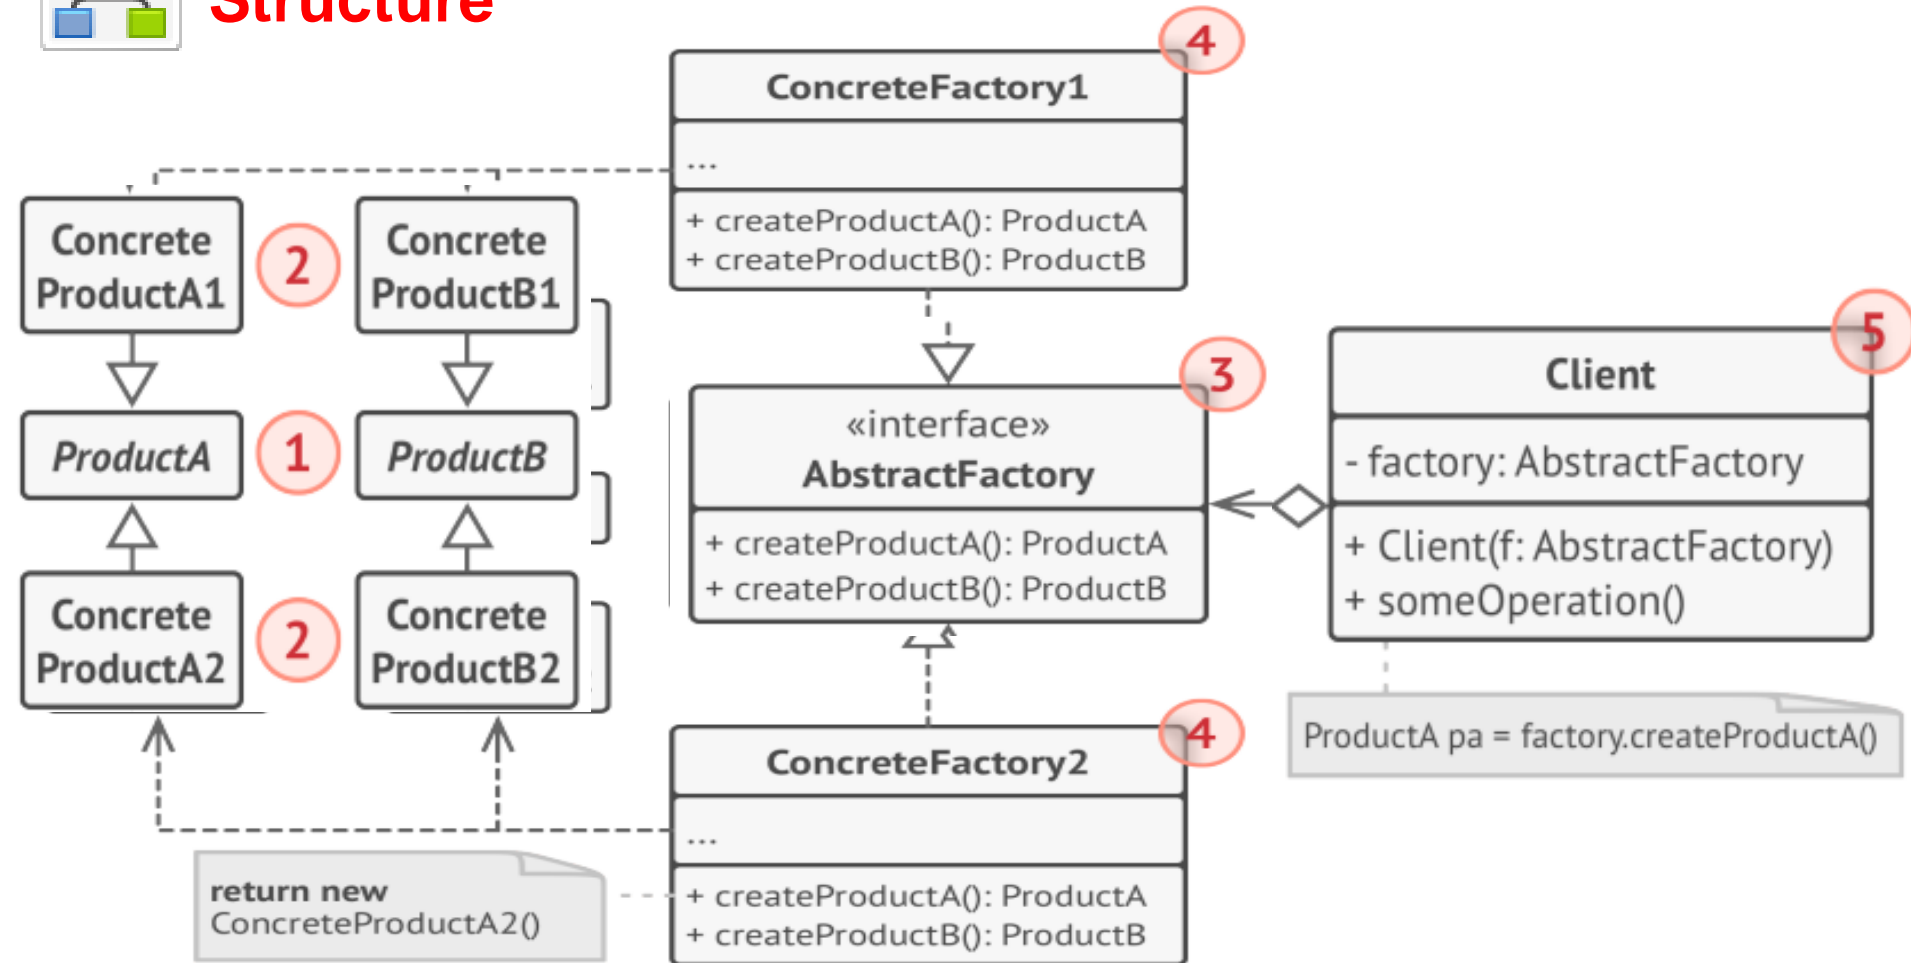 Structure
4
ConcreteFactory1
...
+ createProductA(): ProductA
+ createProductB(): ProductB
Concrete
ProductA1
2
Concrete
ProductB1
ProductA
1
ProductB
Concrete
ProductA2
2
Concrete
ProductB2
3
«interface»
AbstractFactory
+ createProductA(): ProductA
+ createProductB(): ProductB
5
Client
- factory: AbstractFactory
+ Client(f: AbstractFactory)
+ someOperation()
ProductA pa = factory.createProductA()
4
ConcreteFactory2
...
+ createProductA(): ProductA
+ createProductB(): ProductB
return new
ConcreteProductA2()